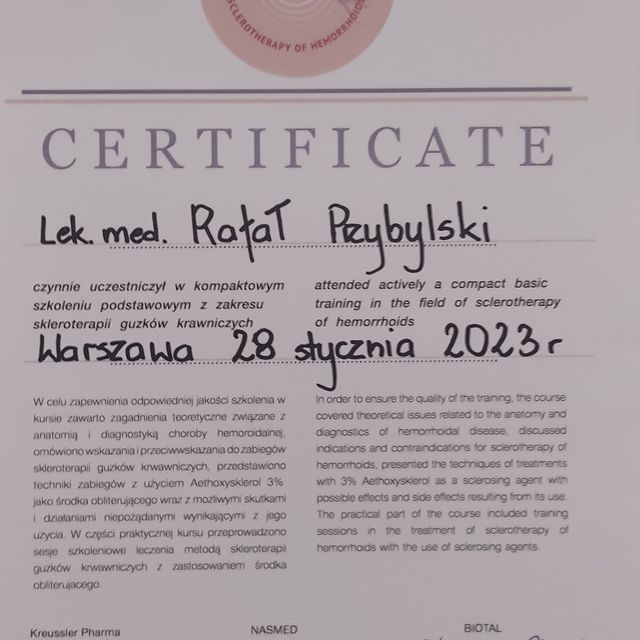 SCLEROTHERAPY OF HEMORRHOIDS
CERTIFICATE
Lek. med. Rafał Przybylski
czynnie uczestniczył w kompaktowym
szkoleniu podstawowym z zakresu
skleroterapii guzków krawniczych
attended actively a compact basic
training in the field of sclerotherapy
of hemorrhoids
Warszawa 28 stycznia 2023 r
W celu zapewnienia odpowiedniej jakości szkolenia w
kursie zawarto zagadnienia teoretyczne związane z
anatomią i diagnostyką choroby hemoroidalnej,
omówiono wskazania i przeciwwskazania do zabiegów
skleroterapii guzków krwawniczych, przedstawiono
techniki zabiegów z użyciem Aethoxysklerol 3%
jako środka obliterującego wraz z możliwymi skutkami
i działaniami niepożądanymi wynikającymi z jego
użycia. W części praktycznej kursu przeprowadzono
sesje szkoleniowe leczenia metodą skleroterapii
guzków krwawniczych z zastosowaniem środka
obliterującego.
In order to ensure the quality of the training, the course
covered theoretical issues related to the anatomy and
diagnostics of hemorrhoidal disease, discussed
indications and contraindications for sclerotherapy of
hemorrhoids, presented the techniques of treatments
with 3% Aethoxysklerol as a sclerosing agent with
possible effects and side effects resulting from its use.
The practical part of the course included training
sessions in the treatment of sclerotherapy of
hemorrhoids with the use of sclerosing agents.
Kreussler Pharma
NASMED
BIOTAL